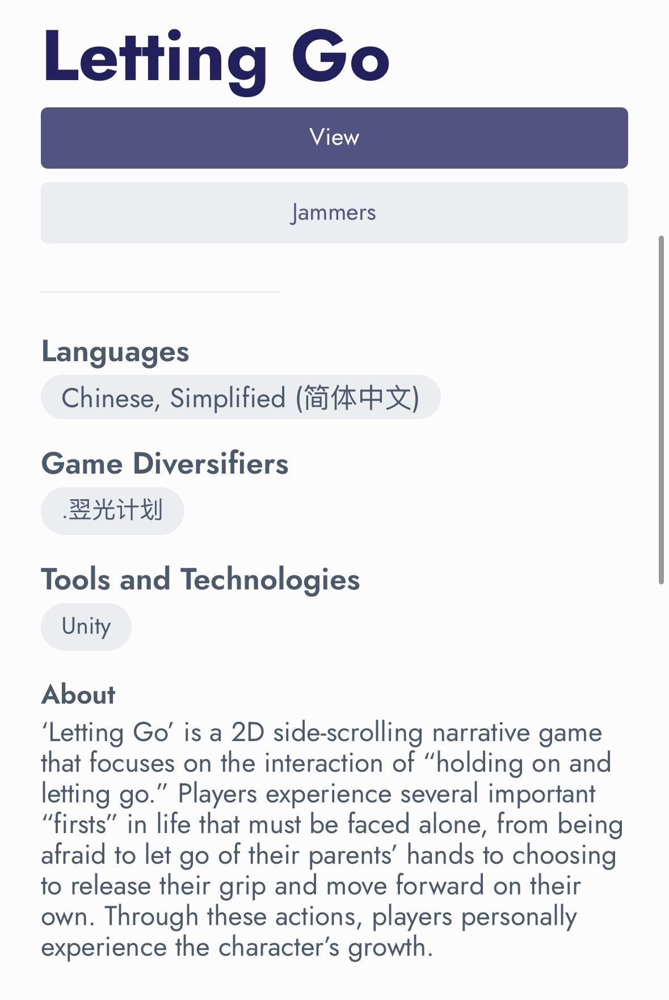 Letting Go
View
Jammers
Languages
Chinese, Simplified (简体中文)
Game Diversifiers
.翌光计划
Tools and Technologies
Unity
About
‘Letting Go’ is a 2D side-scrolling narrative game
that focuses on the interaction of “holding on and
letting go.” Players experience several important
“firsts” in life that must be faced alone, from being
afraid to let go of their parents’ hands to choosing
to release their grip and move forward on their
own. Through these actions, players personally
experience the character’s growth.